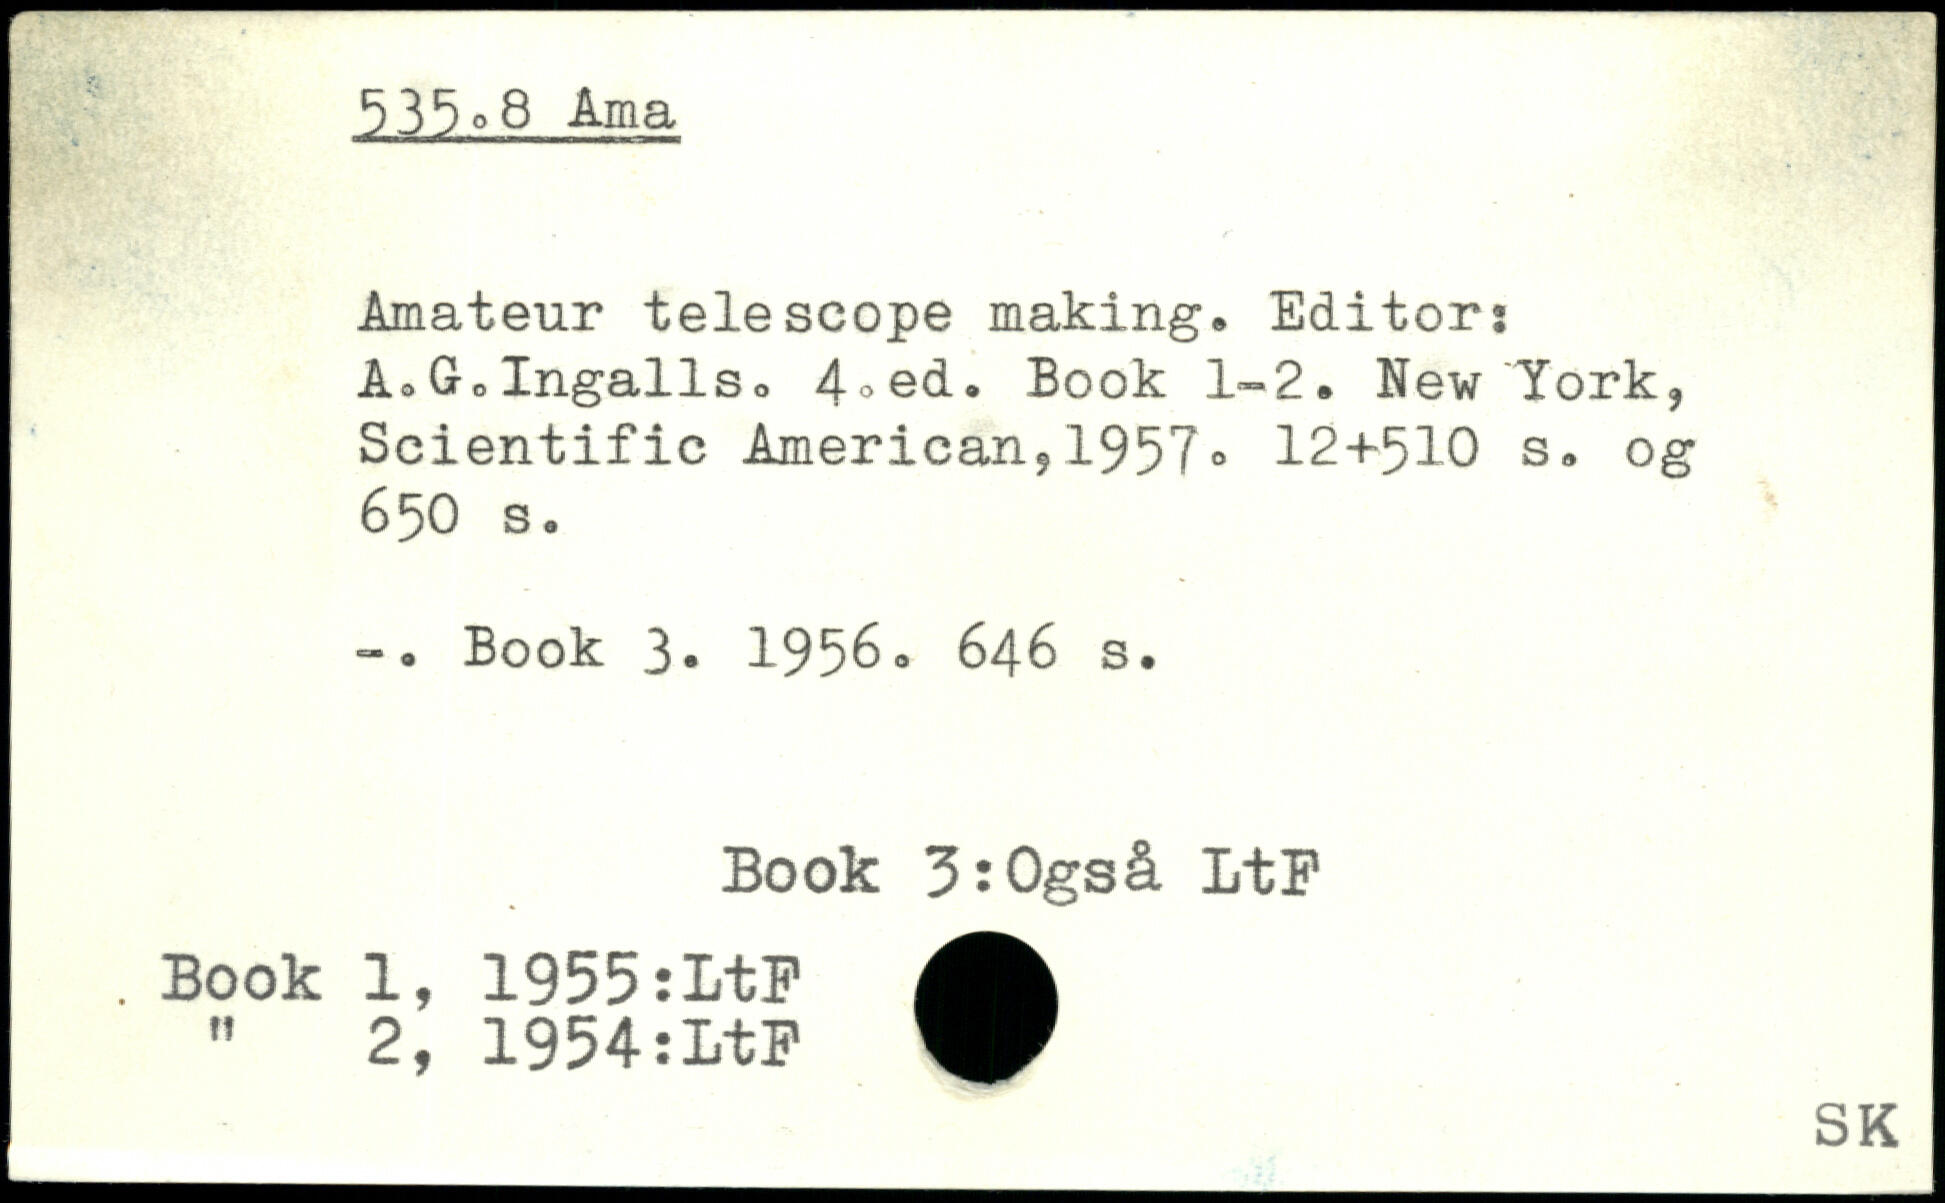 535.8 Ama
Amateur telescope making. Editor:
A.G.Ingalls. 4.ed. Book 1-2. New York,
Scientific American,1957. 12+510 s. og
650 s.
-. Book 3. 1956. 646 s.
Book 3:Også LtF
Book 1, 1955:LtF
" 2, 1954:LtF
SK